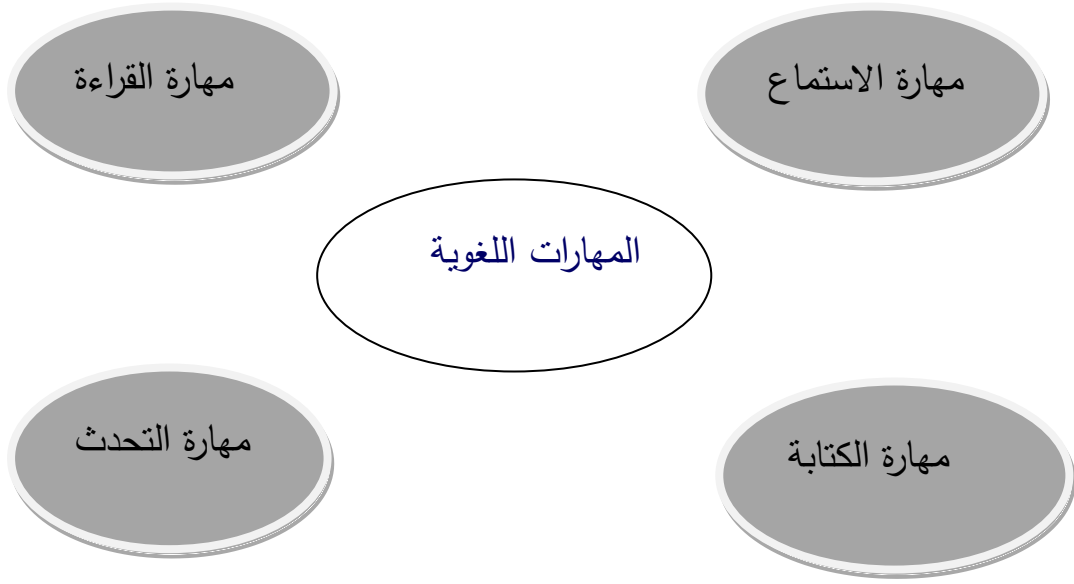 مهارة الاستماع
مهارة القراءة
المهارات اللغوية
مهارة الكتابة
مهارة التحدث